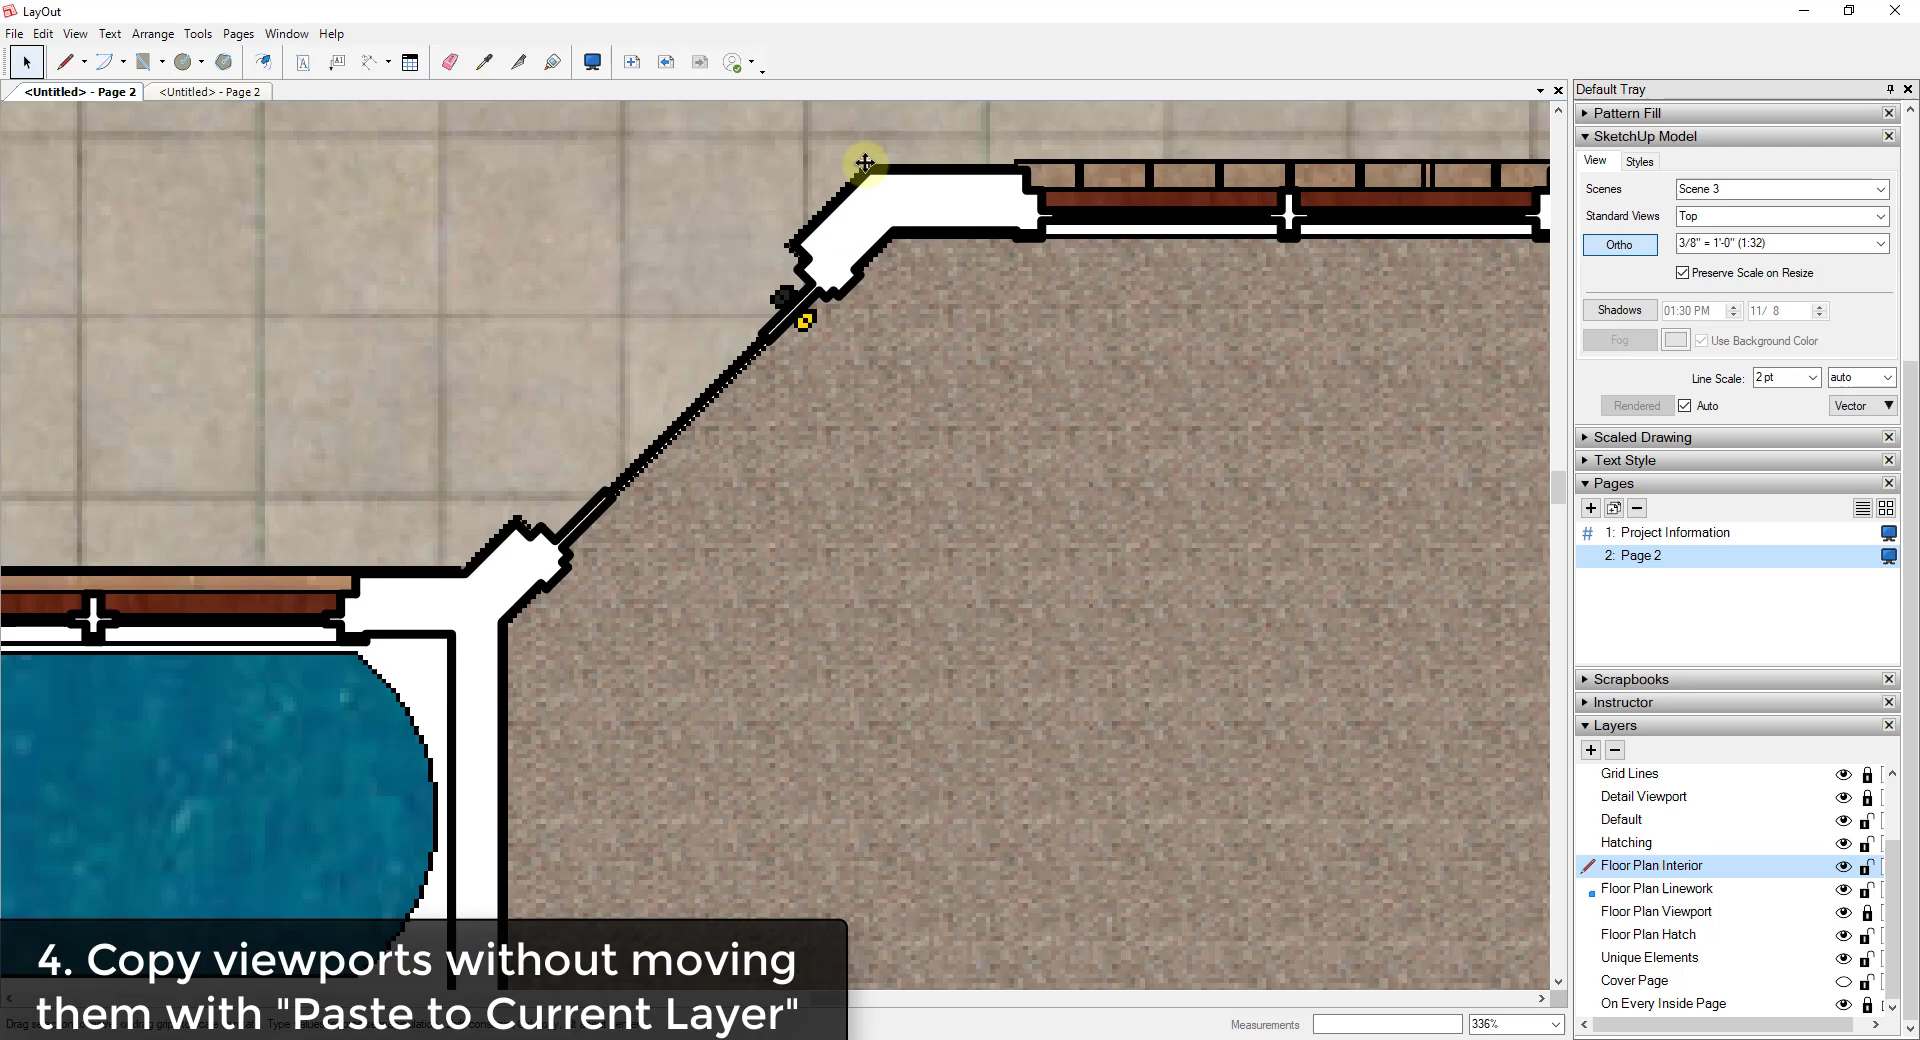 LayOut
File Edit View Text Arrange Tools Pages Window Help
<Untitled> - Page 2
<Untitled> - Page 2
Default Tray
Pattern Fill
SketchUp Model
View Styles
Scenes Scene 3
Standard Views Top
Ortho 3/8" = 1'-0" (1:32)
Preserve Scale on Resize
Shadows 01:30 PM 11/ 8
Fog Use Background Color
Line Scale: 2 pt auto
Rendered Auto Vector
Scaled Drawing
Text Style
Pages
# 1: Project Information
2: Page 2
Scrapbooks
Instructor
Layers
Grid Lines
Detail Viewport
Default
Hatching
Floor Plan Interior
Floor Plan Linework
Floor Plan Viewport
Floor Plan Hatch
Unique Elements
Cover Page
On Every Inside Page
4. Copy viewports without moving
them with "Paste to Current Layer"
Measurements 336%